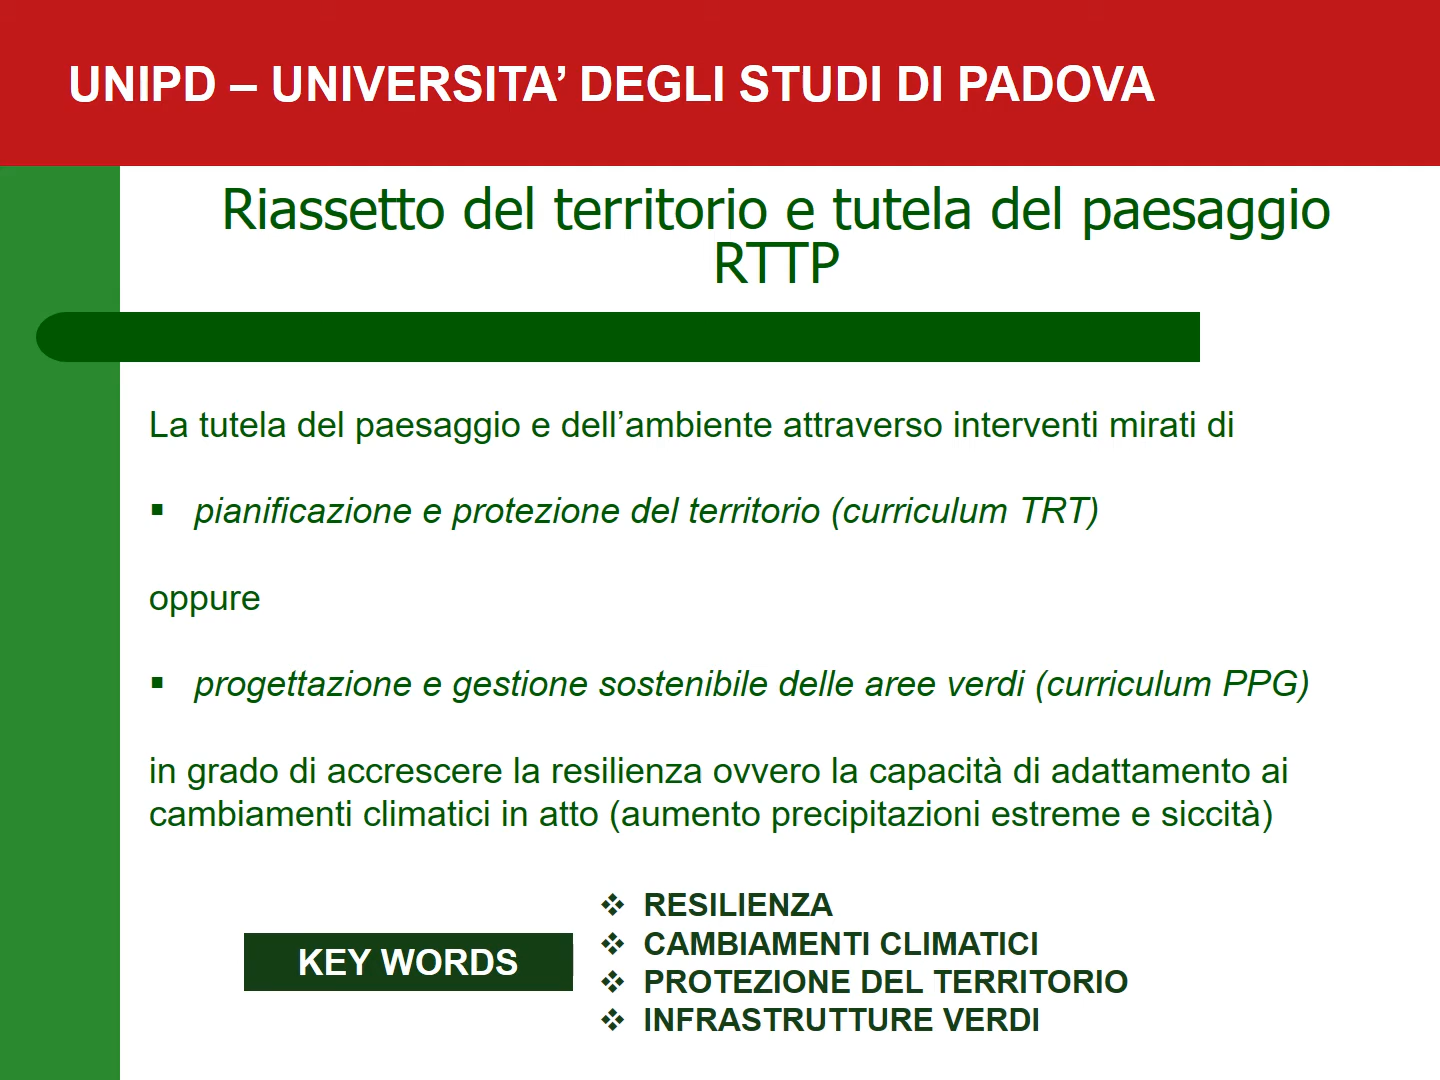 UNIPD – UNIVERSITA’ DEGLI STUDI DI PADOVA
Riassetto del territorio e tutela del paesaggio
RTTP
La tutela del paesaggio e dell’ambiente attraverso interventi mirati di
▪ pianificazione e protezione del territorio (curriculum TRT)
oppure
▪ progettazione e gestione sostenibile delle aree verdi (curriculum PPG)
in grado di accrescere la resilienza ovvero la capacità di adattamento ai
cambiamenti climatici in atto (aumento precipitazioni estreme e siccità)
KEY WORDS
❖ RESILIENZA
❖ CAMBIAMENTI CLIMATICI
❖ PROTEZIONE DEL TERRITORIO
❖ INFRASTRUTTURE VERDI